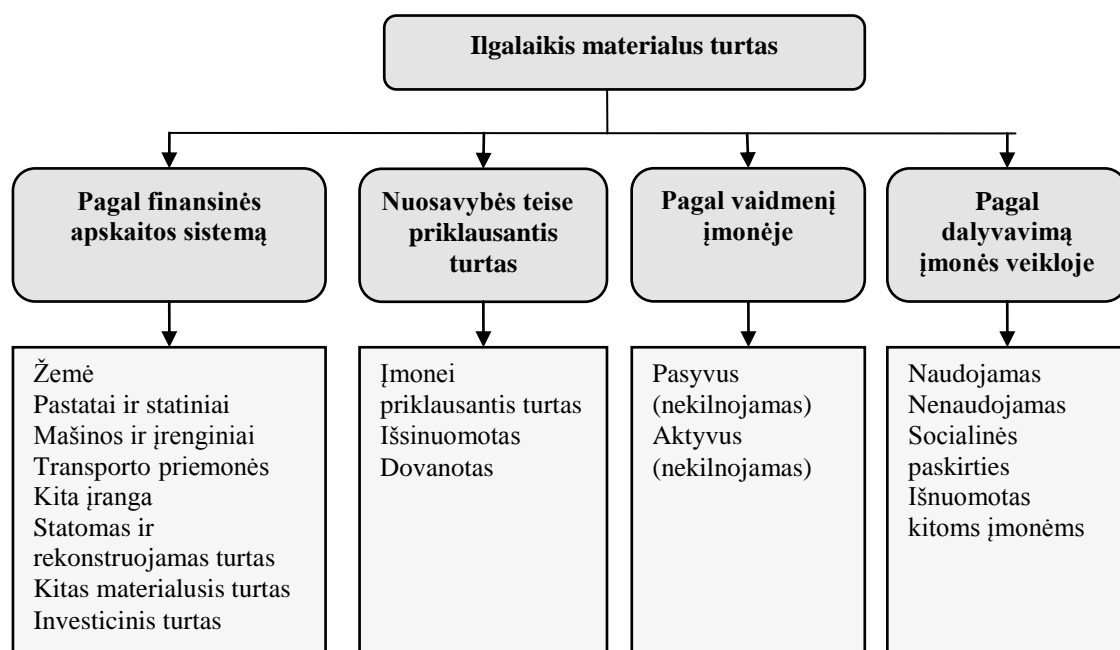 Ilgalaikis materialus turtas
Pagal finansinės
apskaitos sistemą
Nuosavybės teise
priklausantis
turtas
Pagal vaidmenį
įmonėje
Pagal
dalyvavimą
įmonės veikloje
Žemė
Pastatai ir statiniai
Mašinos ir įrenginiai
Transporto priemonės
Kita įranga
Statomas ir
rekonstruojamas turtas
Kitas materialusis turtas
Investicinis turtas
Įmonei
priklausantis turtas
Išsinuomotas
Dovanotas
Pasyvus
(nekilnojamas)
Aktyvus
(nekilnojamas)
Naudojamas
Nenaudojamas
Socialinės
paskirties
Išnuomotas
kitoms įmonėms